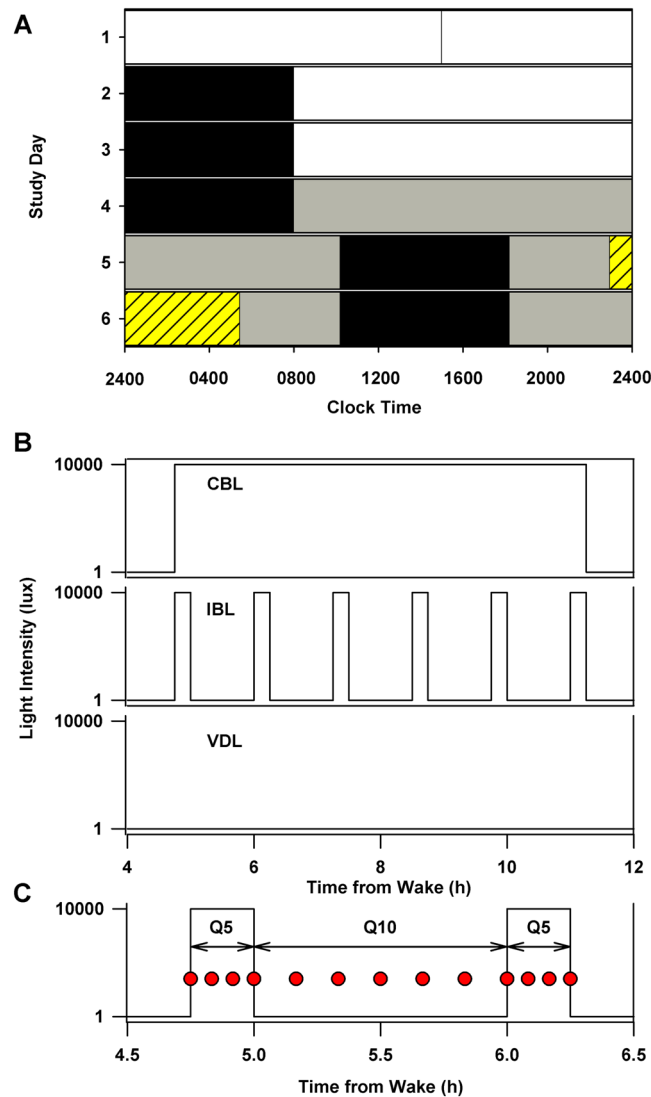 A
Study Day
1
2
3
4
5
6
2400 0400 0800 1200 1600 2000 2400
Clock Time
B
Light Intensity (lux)
10000
CBL
1
10000
IBL
1
10000
VDL
1
4 6 8 10 12
Time from Wake (h)
C
10000
Q5 Q10 Q5
1
4.5 5.0 5.5 6.0 6.5
Time from Wake (h)